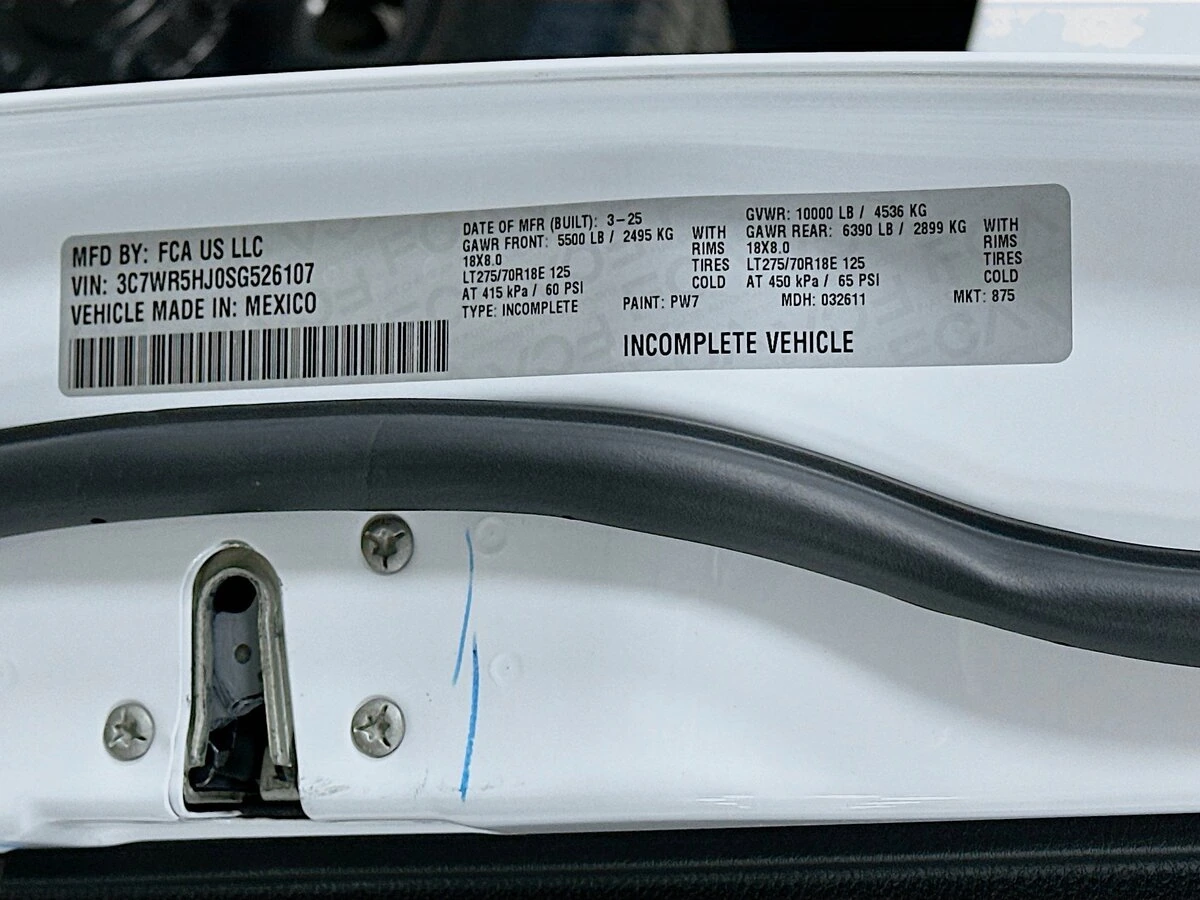 MFD BY: FCA US LLC
VIN: 3C7WR5HJ0SG526107
VEHICLE MADE IN: MEXICO
DATE OF MFR (BUILT): 3-25
GAWR FRONT: 5500 LB / 2495 KG
18X8.0
LT275/70R18E 125
AT 415 kPa / 60 PSI
TYPE: INCOMPLETE
WITH
RIMS
TIRES
COLD
GVWR: 10000 LB / 4536 KG
GAWR REAR: 6390 LB / 2899 KG
18X8.0
LT275/70R18E 125
AT 450 kPa / 65 PSI
WITH
RIMS
TIRES
COLD
PAINT: PW7 MDH: 032611 MKT: 875
INCOMPLETE VEHICLE